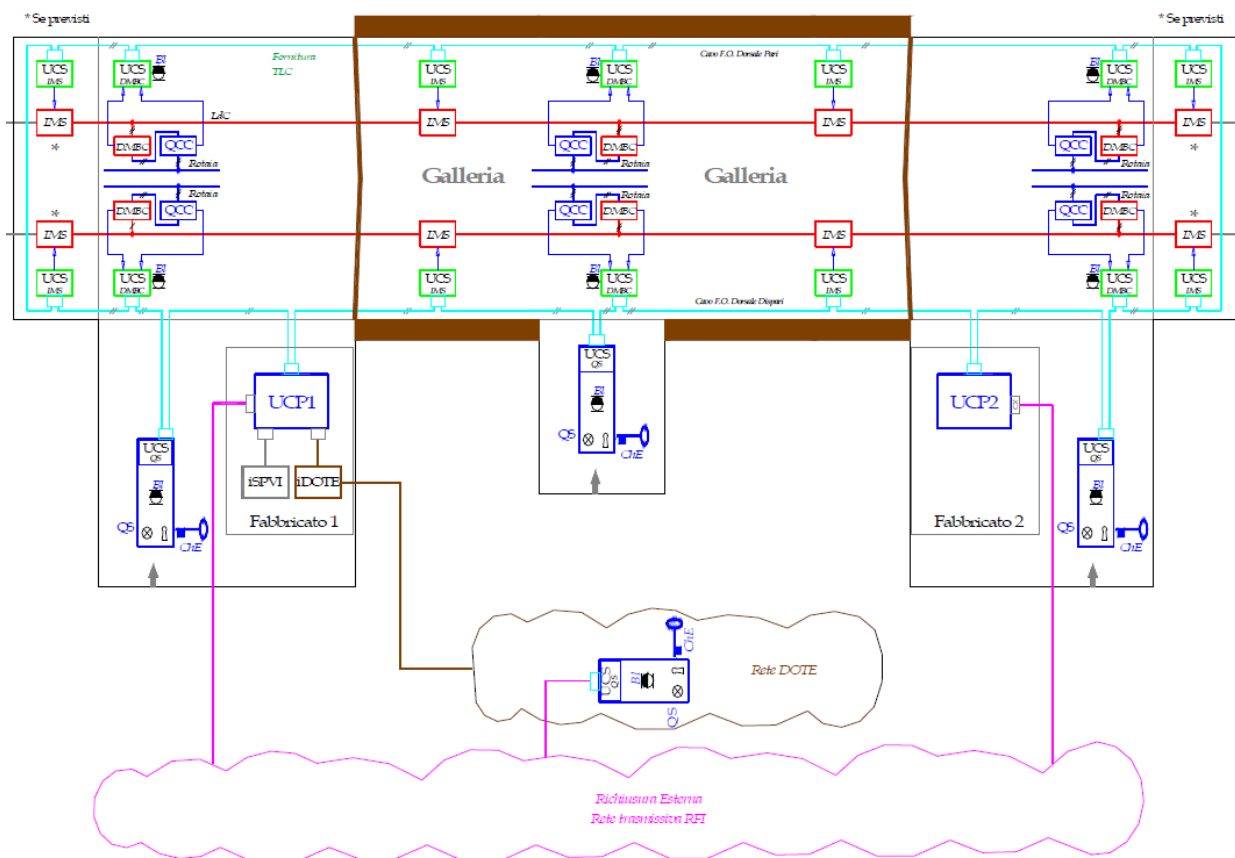 * Se previsti
* Se previsti
Fornitura
TLC
Cavo F.O. Dorsale Pari
UCS
IMS
UCS
DMBC
BI
UCS
IMS
BI
UCS
DMBC
UCS
IMS
BI
UCS
DMBC
UCS
IMS
IMS
LdC
IMS
IMS
IMS
*
DMBC
QCC
QCC
DMBC
QCC
DMBC
*
Rotaia
Rotaia
Rotaia
Galleria
Galleria
Rotaia
Rotaia
Rotaia
*
DMBC
QCC
QCC
DMBC
QCC
DMBC
*
IMS
IMS
IMS
IMS
UCS
IMS
UCS
DMBC
BI
UCS
IMS
BI
UCS
DMBC
UCS
IMS
BI
UCS
DMBC
UCS
IMS
Cavo F.O. Dorsale Dispari
UCS
QS
BI
QS
ChE
UCP1
iSPVI
iDOTE
Fabbricato 1
UCS
QS
BI
QS
ChE
UCP2
Fabbricato 2
UCS
QS
BI
QS
ChE
ChE
UCS
QS
BI
QS
Rete DOTE
Richiusura Esterna
Rete trasmissiva RFI